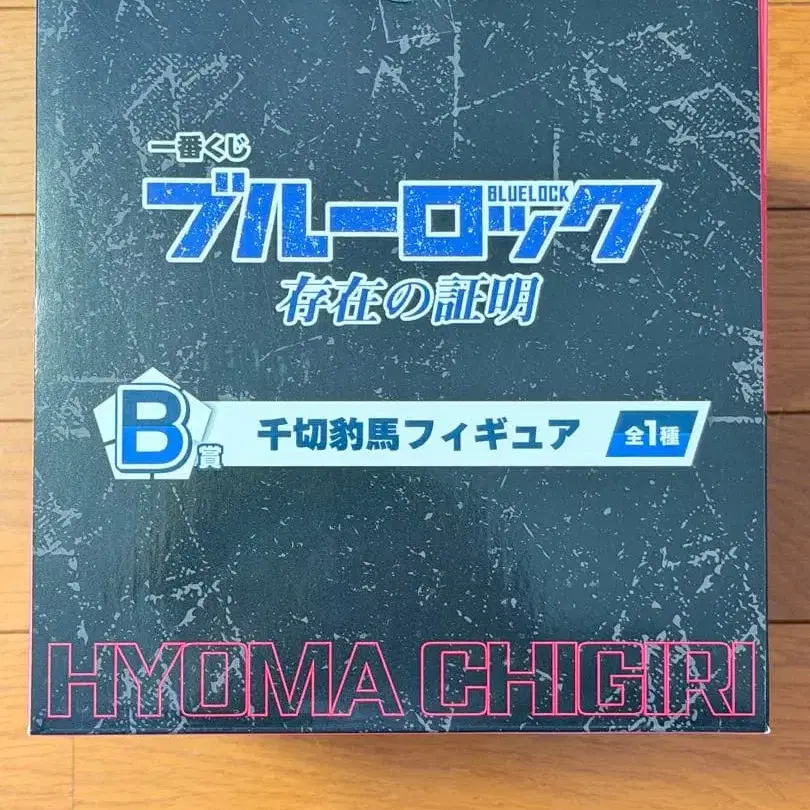 一番くじ
ブルーロック
BLUELOCK
存在の証明
B賞 千切豹馬フィギュア 全1種
HYOMA CHIGIRI